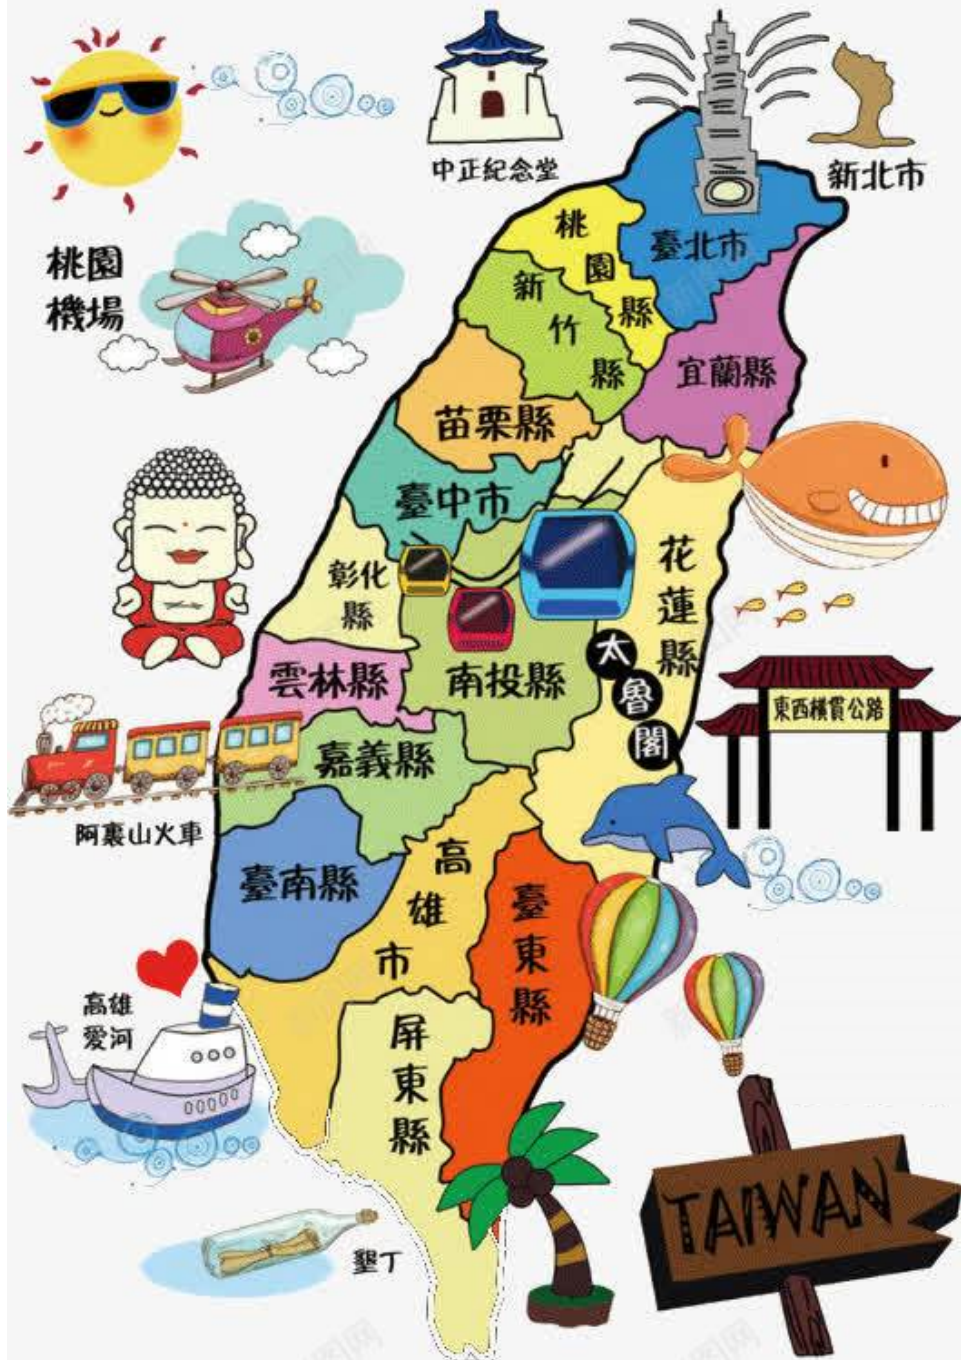 中正紀念堂
新北市
桃園
機場
桃
園
縣
臺北市
新
竹
縣
宜蘭縣
苗栗縣
臺中市
彰化
縣
花
蓮
縣
太
魯
閣
雲林縣
南投縣
東西橫貫公路
嘉義縣
阿裏山火車
臺南縣
高
雄
市
臺
東
縣
高雄
愛河
屏
東
縣
墾丁
TAIWAN